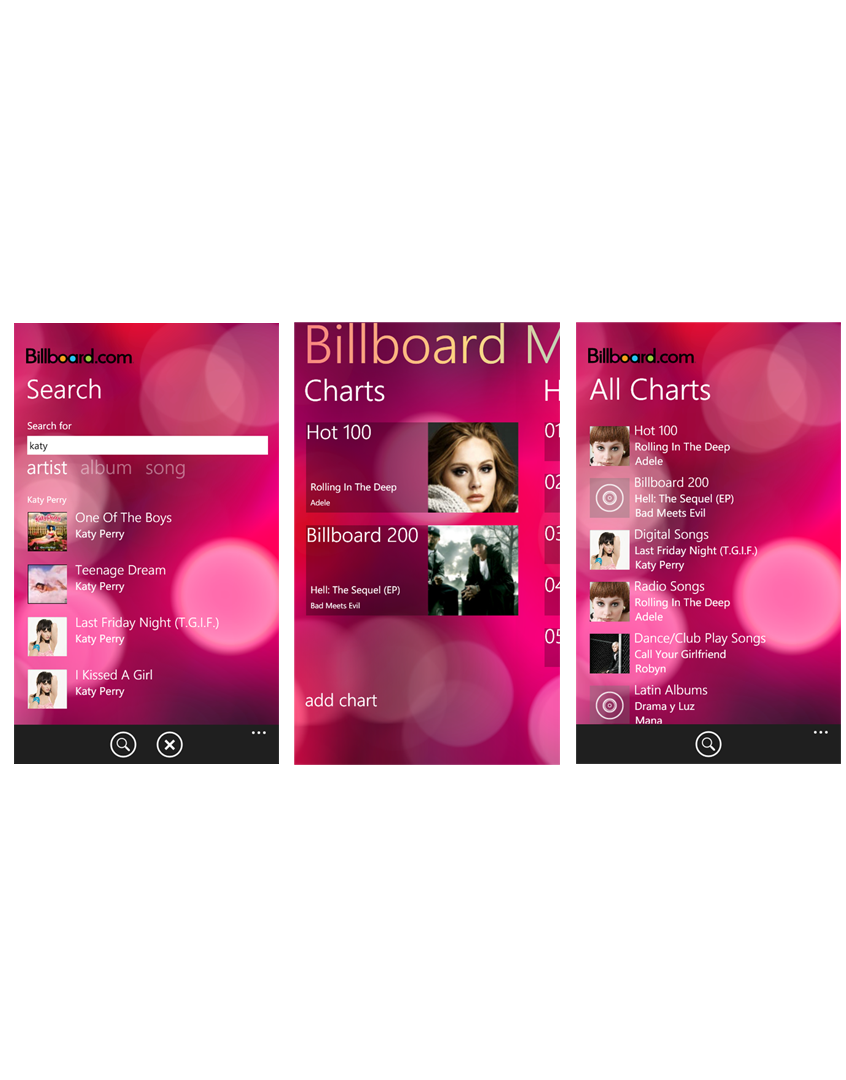 Billboard.com
Search
Search for
katy
artist album song
Katy Perry
One Of The Boys
Katy Perry
Teenage Dream
Katy Perry
Last Friday Night (T.G.I.F.)
Katy Perry
I Kissed A Girl
Katy Perry
Billboard M
Charts
H
Hot 100
Rolling In The Deep
Adele
Billboard 200
Hell: The Sequel (EP)
Bad Meets Evil
add chart
01
02
03
04
05
Billboard.com
All Charts
Hot 100
Rolling In The Deep
Adele
Billboard 200
Hell: The Sequel (EP)
Bad Meets Evil
Digital Songs
Last Friday Night (T.G.I.F.)
Katy Perry
Radio Songs
Rolling In The Deep
Adele
Dance/Club Play Songs
Call Your Girlfriend
Robyn
Latin Albums
Drama y Luz
Mana